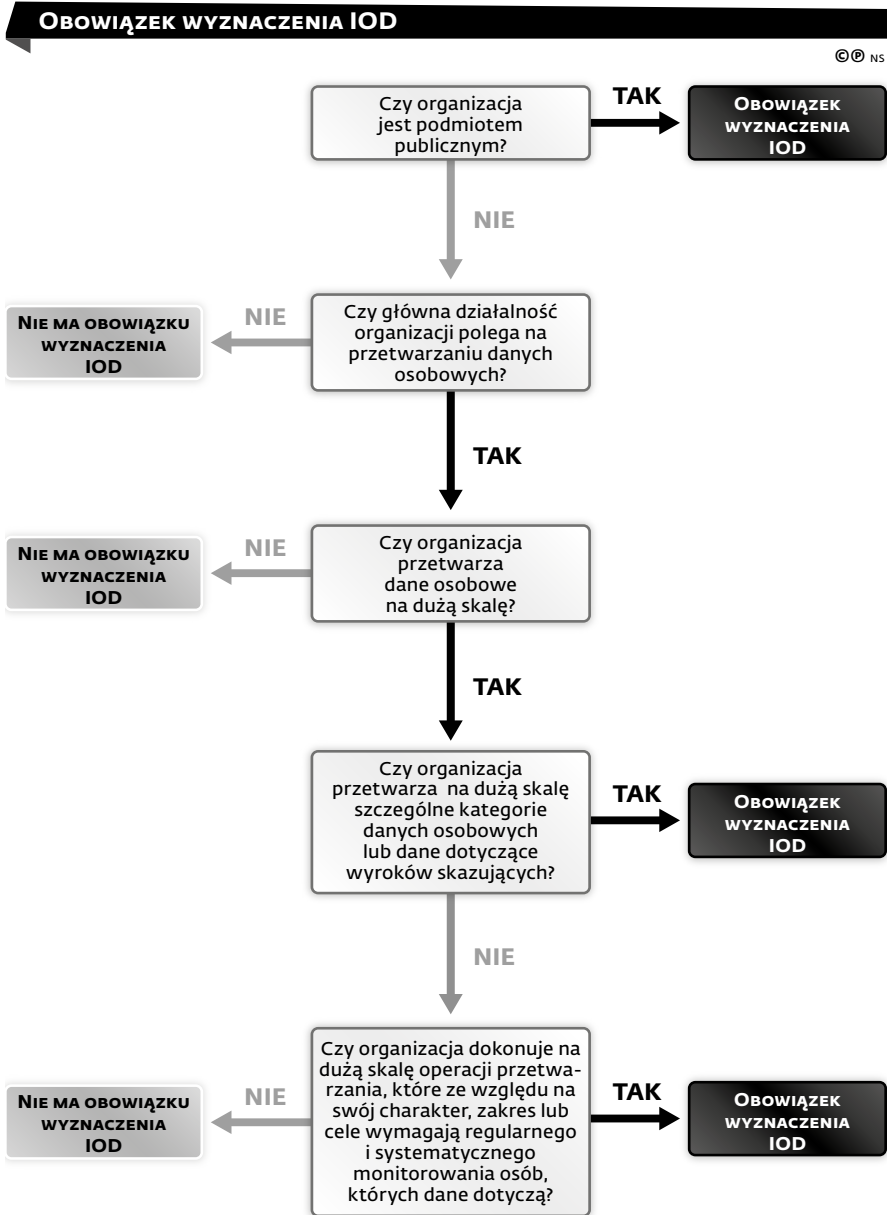 Obowiązek wyznaczenia IOD
©℗ NS
Czy organizacja
jest podmiotem
publicznym?
TAK
Obowiązek
wyznaczenia
IOD
NIE
Nie ma obowiązku
wyznaczenia
IOD
NIE
Czy główna działalność
organizacji polega na
przetwarzaniu danych
osobowych?
TAK
Nie ma obowiązku
wyznaczenia
IOD
NIE
Czy organizacja
przetwarza
dane osobowe
na dużą skalę?
TAK
Czy organizacja
przetwarza na dużą skalę
szczególne kategorie
danych osobowych
lub dane dotyczące
wyroków skazujących?
TAK
Obowiązek
wyznaczenia
IOD
NIE
Nie ma obowiązku
wyznaczenia
IOD
NIE
Czy organizacja dokonuje na
dużą skalę operacji przetwa-
rzania, które ze względu na
swój charakter, zakres lub
cele wymagają regularnego
i systematycznego
monitorowania osób,
których dane dotyczą?
TAK
Obowiązek
wyznaczenia
IOD